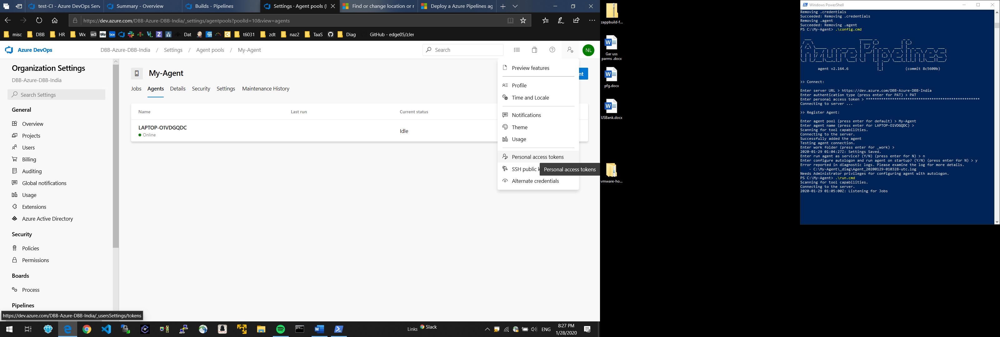 test-CI - Azure DevOps Serv
Summary - Overview
Builds - Pipelines
Settings · Agent pools (
Find or change location or r
Deploy a Azure Pipelines ag
https://dev.azure.com/DBB-Azure-DBB-India/_settings/agentpools?poolId=10&view=agents
misc
DBB
HR
Wx
w3
box
VL
Z
Dat
t6031
zdt
naz2
TaaS
Diag
GitHub - edge05/zJer
Azure DevOps
DBB-Azure-DBB-India / Settings / Agent pools / My-Agent
Search
NL
Organization Settings
DBB-Azure-DBB-India
Search Settings
General
Overview
Projects
Users
Billing
Auditing
Global notifications
Usage
Extensions
Azure Active Directory
Security
Policies
Permissions
Boards
Process
Pipelines
https://dev.azure.com/DBB-Azure-DBB-India/_usersSettings/tokens
My-Agent
nt
Jobs
Agents
Details
Security
Settings
Maintenance History
Name
Last run
Current status
LAPTOP-O1VDGQDC
Online
Idle
Preview features
Profile
Time and Locale
Notifications
Theme
Usage
Personal access tokens
SSH public k
Personal access tokens
Alternate credentials
Links
Slack
ENG
8:27 PM
1/28/2020
zappbuild-f...
Gar uss
parms .docx
pfg.docx
USBank.docx
vmware-ho...
Windows PowerShell
Removing .credentials
Succeeded: Removing .credentials
Removing .agent
Succeeded: Removing .agent
PS C:\My-Agent> .\config.cmd
Azure Pipelines
agent v2.164.6
(commit 8c5600b)
>> Connect:
Enter server URL > https://dev.azure.com/DBB-Azure-DBB-India
Enter authentication type (press enter for PAT) > PAT
Enter personal access token > ****************************************************
Connecting to server ...
>> Register Agent:
Enter agent pool (press enter for default) > My-Agent
Enter agent name (press enter for LAPTOP-O1VDGQDC) >
Scanning for tool capabilities.
Connecting to the server.
Successfully added the agent
Testing agent connection.
Enter work folder (press enter for _work) >
2020-01-29 01:04:27Z: Settings Saved.
Enter run agent as service? (Y/N) (press enter for N) > n
Enter configure autologon and run agent on startup? (Y/N) (press enter for N) > y
Error reported in diagnostic logs. Please examine the log for more details.
- C:\My-Agent\_diag\Agent_20200129-010328-utc.log
Needs Administrator privileges for configuring agent with autologon.
PS C:\My-Agent> .\run.cmd
Scanning for tool capabilities.
Connecting to the server.
2020-01-29 01:05:00Z: Listening for Jobs